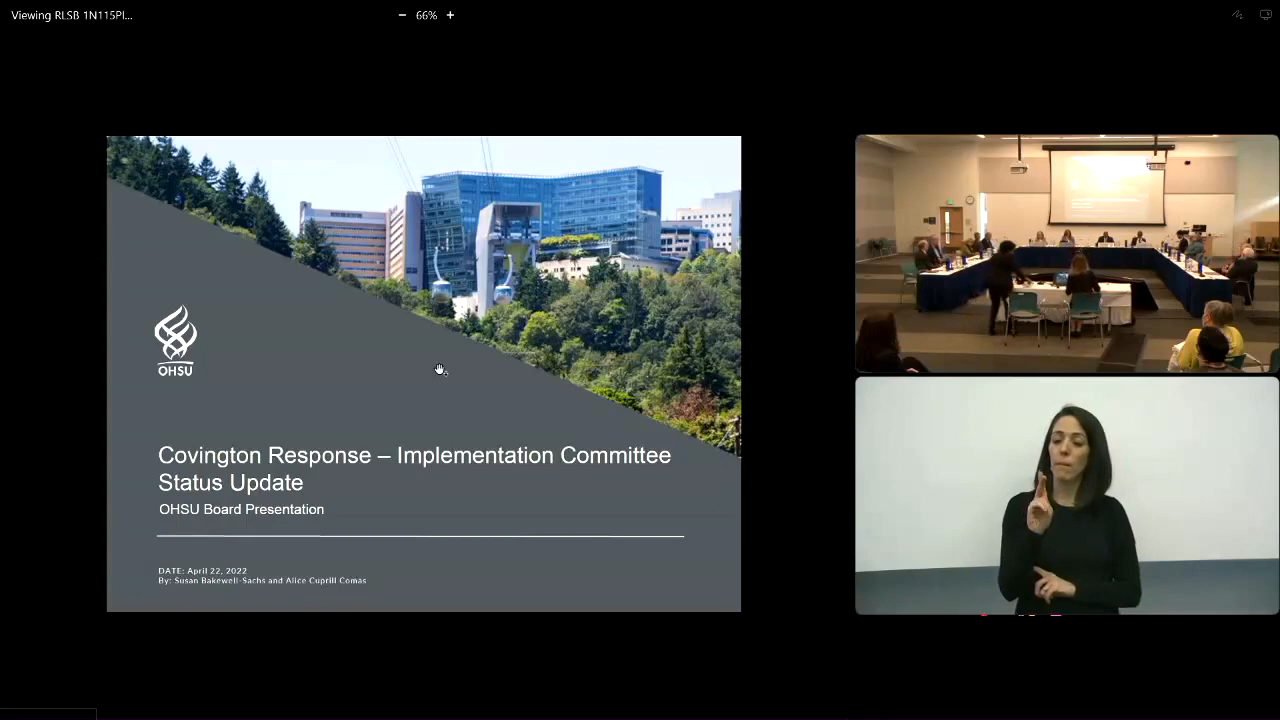 Viewing RLSB 1N115Pl...
− 66% +
OHSU
Covington Response – Implementation Committee
Status Update
OHSU Board Presentation
DATE: April 22, 2022
By: Susan Bakewell-Sachs and Alice Cuprill Comas